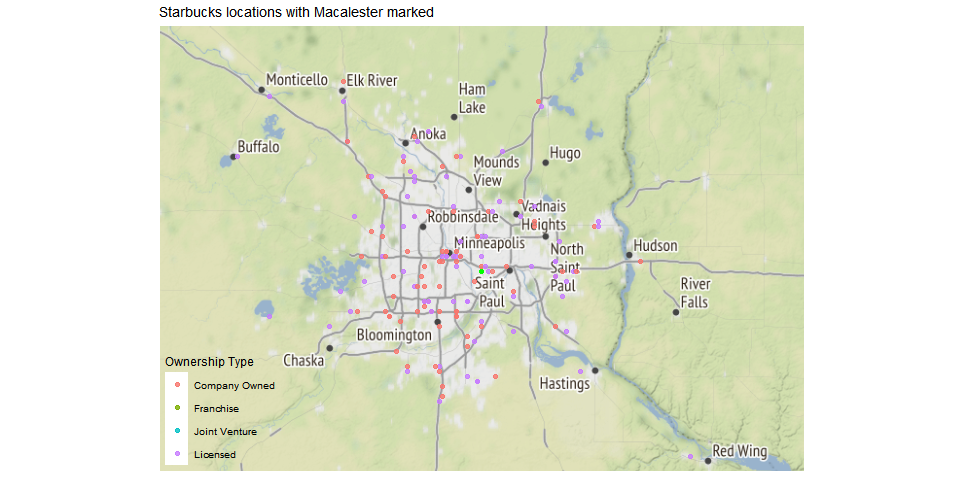 Starbucks locations with Macalester marked
Monticello
Elk River
Ham
Lake
Anoka
Buffalo
Hugo
Mounds
View
Vadnais
Heights
Robbinsdale
Minneapolis
North
Saint
Paul
Hudson
Saint
Paul
River
Falls
Bloomington
Chaska
Hastings
Red Wing
Ownership Type
Company Owned
Franchise
Joint Venture
Licensed